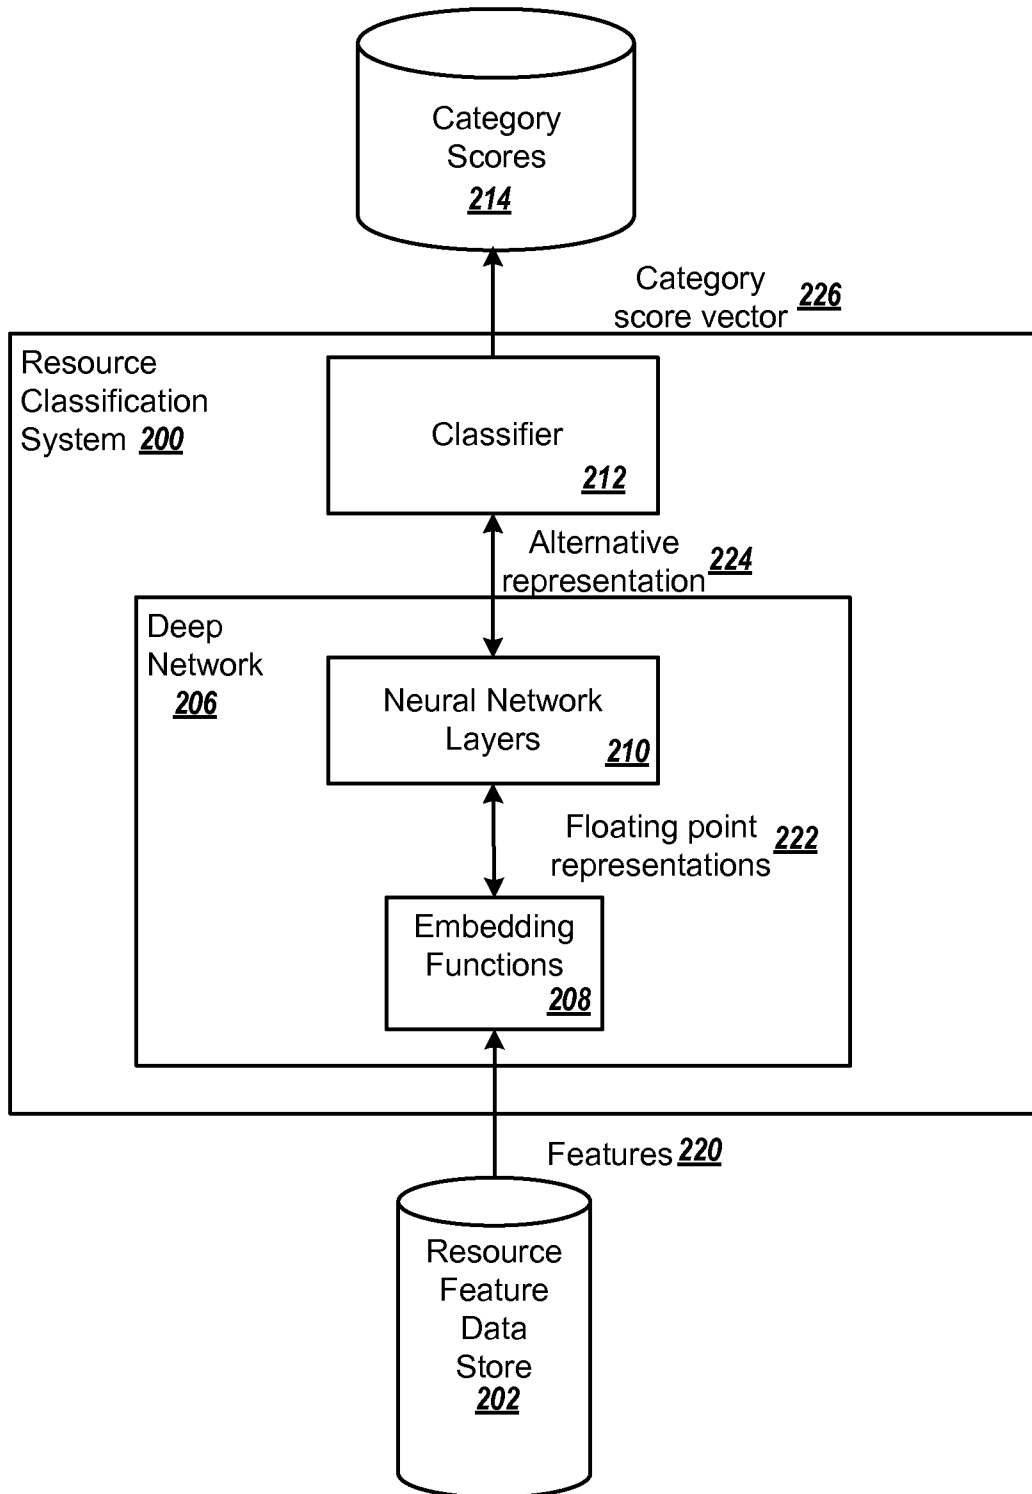 Category
Scores
214
Category
score vector 226
Resource
Classification
System 200
Classifier
212
Alternative
representation 224
Deep
Network
206
Neural Network
Layers
210
Floating point
representations 222
Embedding
Functions
208
Features 220
Resource
Feature
Data
Store
202